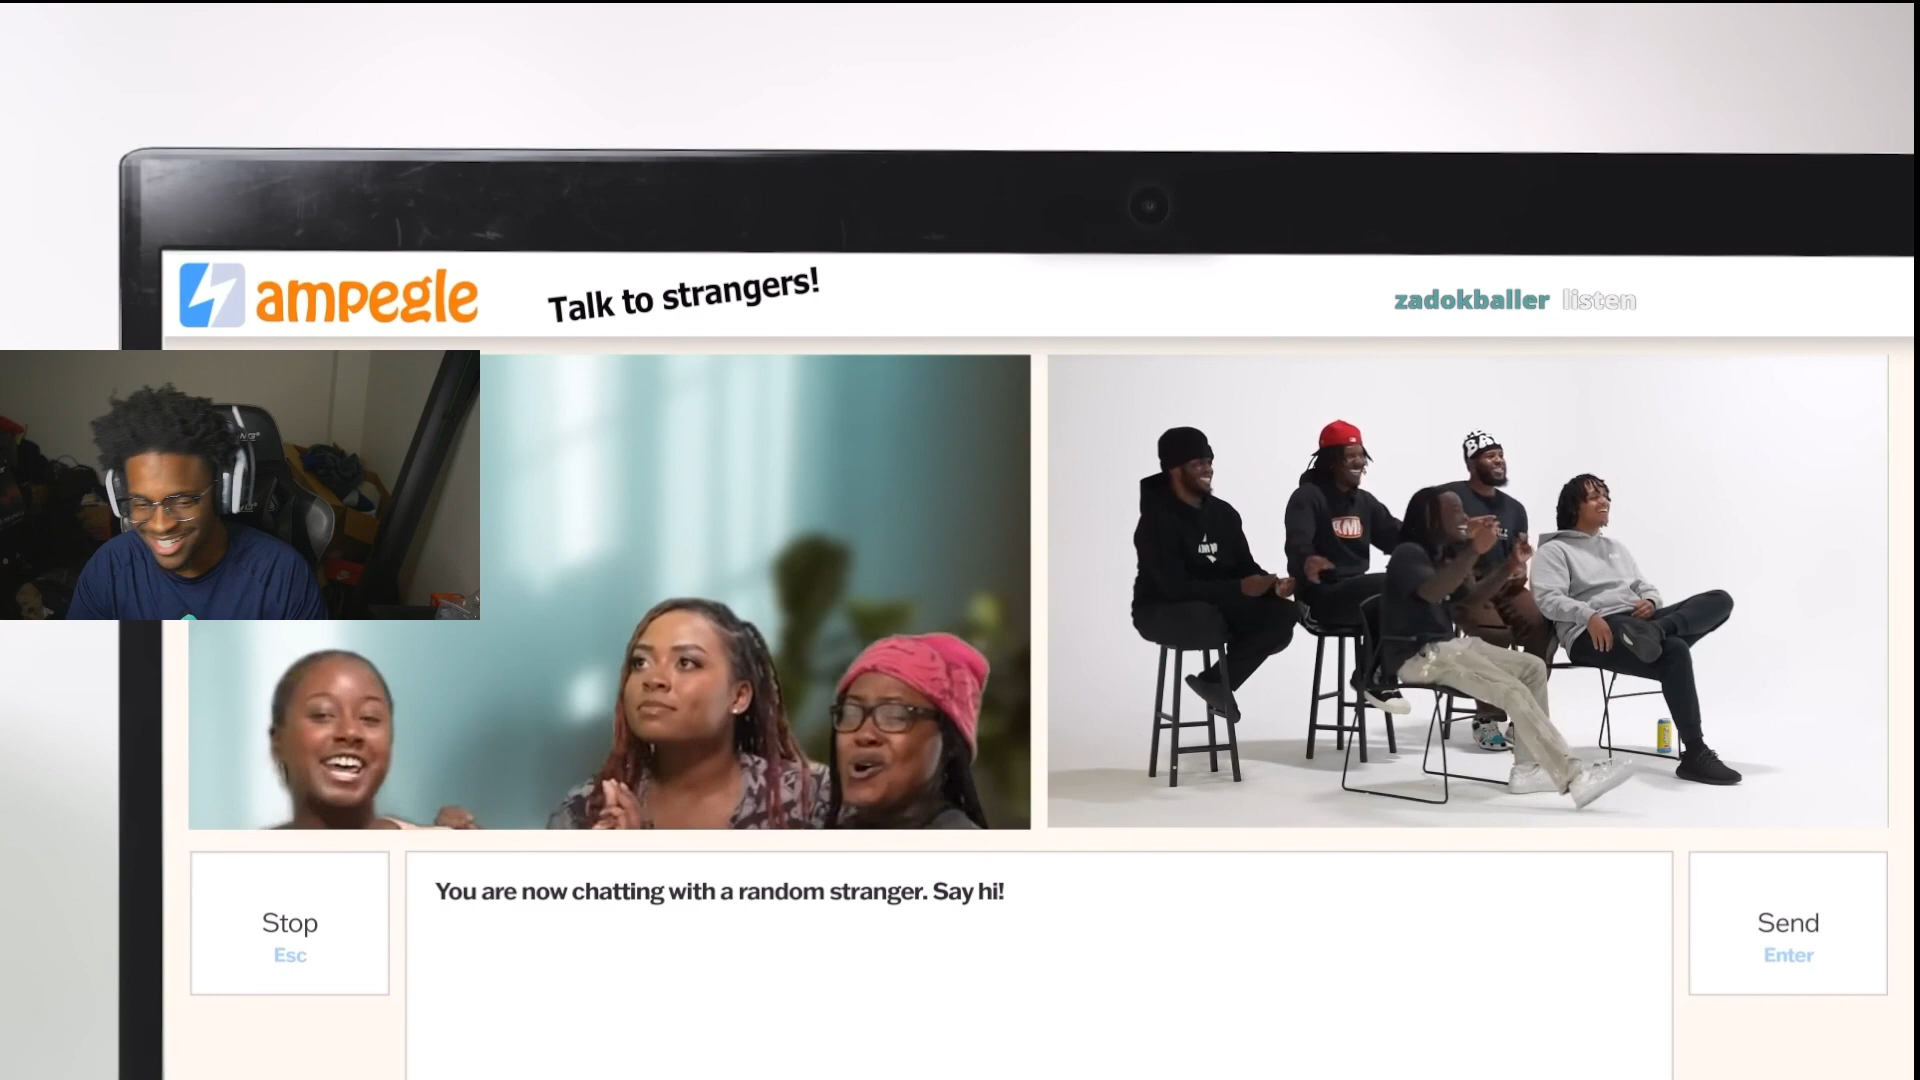 ampegle
Talk to strangers!
zadokballer listen
You are now chatting with a random stranger. Say hi!
Stop
Esc
Send
Enter